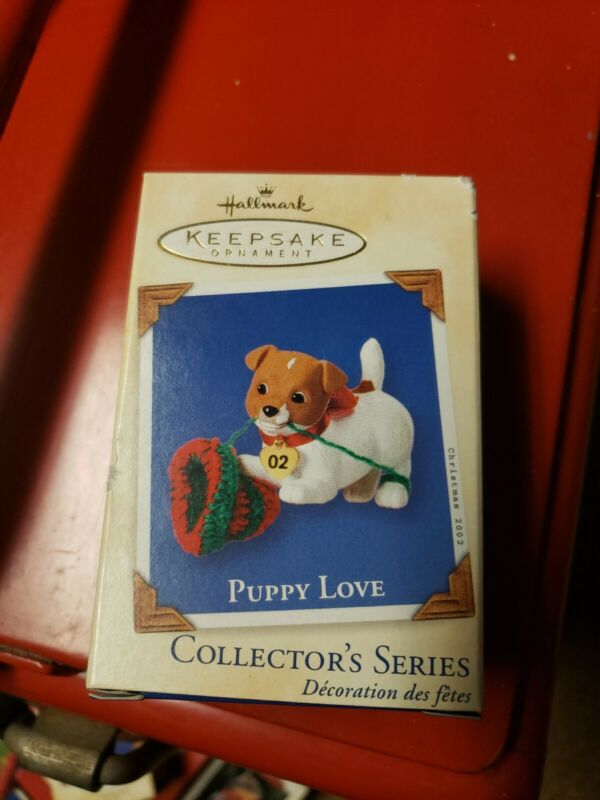 Hallmark
KEEPSAKE
ORNAMENT
02
Christmas 2002
PUPPY LOVE
COLLECTOR'S SERIES
Décoration des fêtes